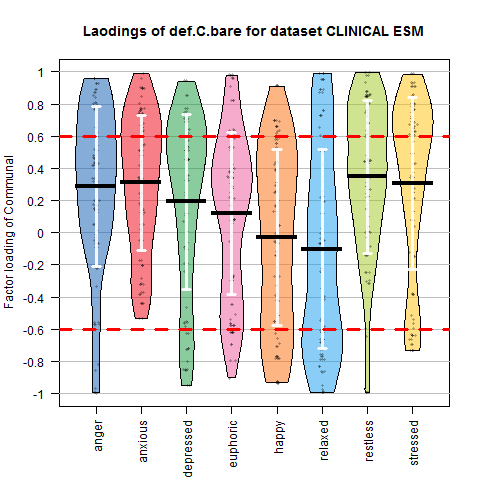 Laodings of def.C.bare for dataset CLINICAL ESM
Factor loading of Communal
1
0.8
0.6
0.4
0.2
0
-0.2
-0.4
-0.6
-0.8
-1
anger
anxious
depressed
euphoric
happy
relaxed
restless
stressed